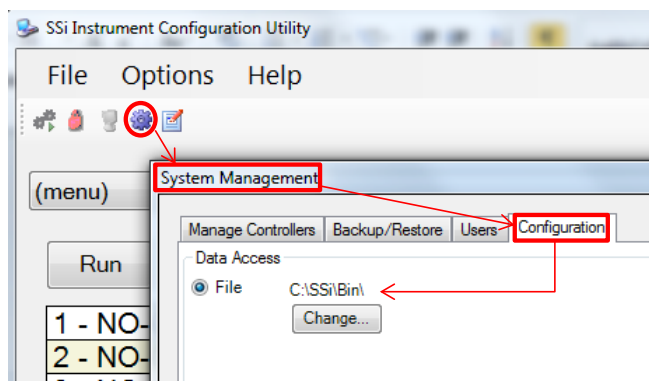 SSi Instrument Configuration Utility
File Options Help
System Management
(menu)
Manage Controllers Backup/Restore Users Configuration
Data Access
Run
File C:\SSi\Bin\
Change...
1 - NO-
2 - NO-